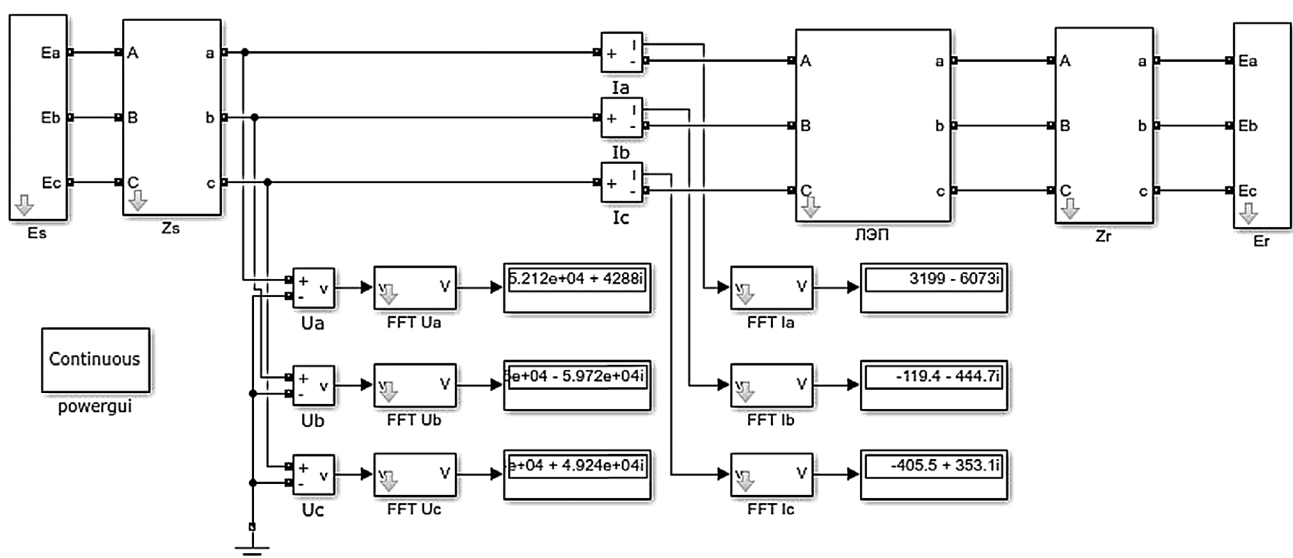 Ea
Eb
Ec
Es
A
B
C
a
b
c
Zs
+
I
-
Ia
+
I
-
Ib
+
I
-
Ic
A
B
C
a
b
c
ЛЭП
A
B
C
a
b
c
Zr
Ea
Eb
Ec
Er
+
-
v
Ua
v
V
FFT Ua
5.212e+04 + 4288i
v
V
FFT Ia
3199 - 6073i
Continuous
powergui
+
-
v
Ub
v
V
FFT Ub
e+04 - 5.972e+04i
v
V
FFT Ib
-119.4 - 444.7i
+
-
v
Uc
v
V
FFT Uc
e+04 + 4.924e+04i
v
V
FFT Ic
-405.5 + 353.1i